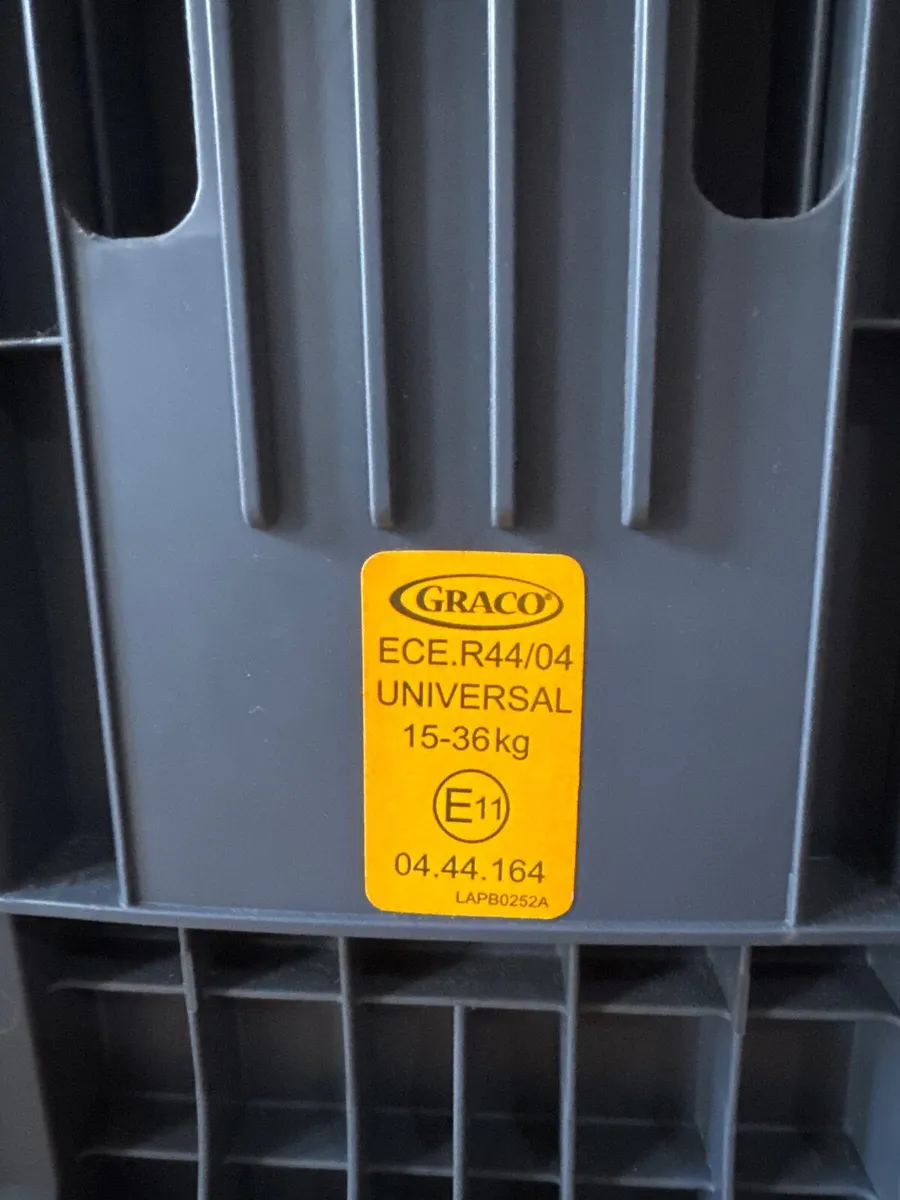 GRACO®
ECE.R44/04
UNIVERSAL
15-36kg
E11
04.44.164
LAPB0252A